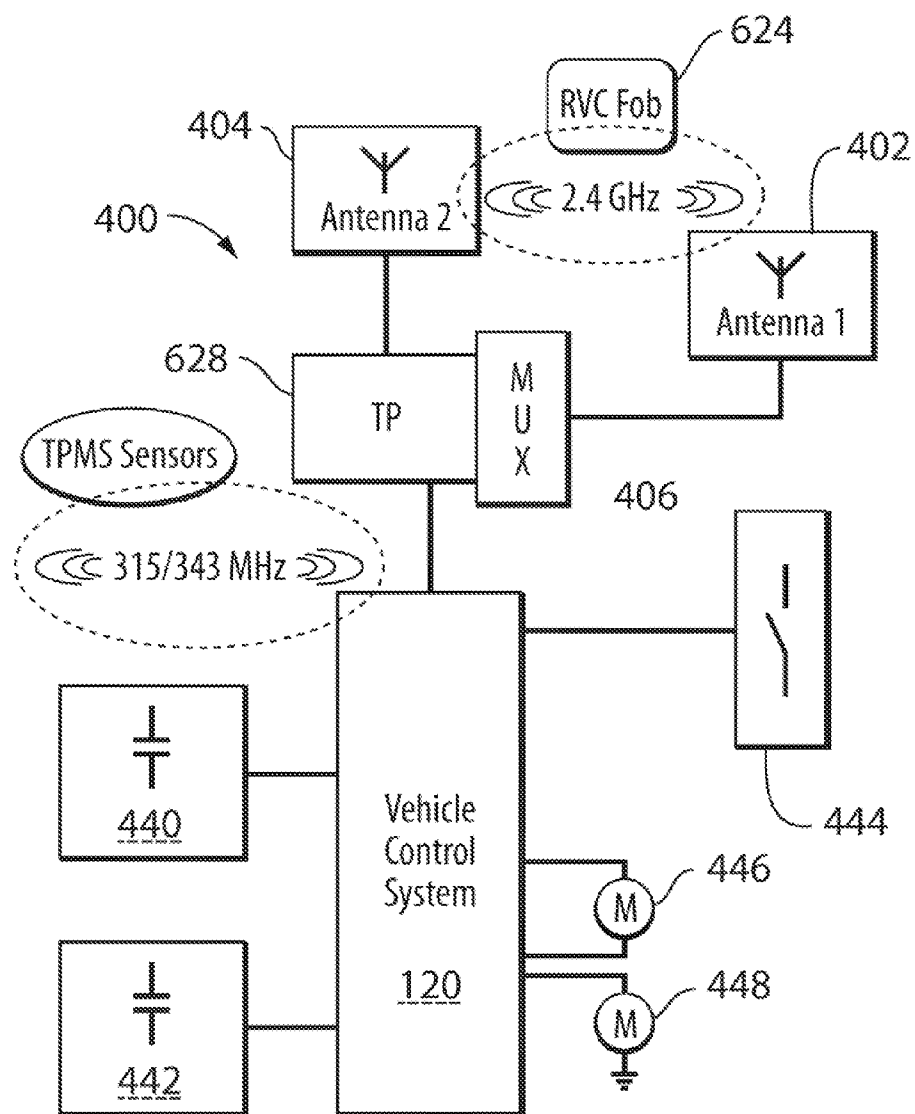 624
RVC Fob
404
402
400
Antenna 2
2.4 GHz
Antenna 1
628
TP
M
U
X
TPMS Sensors
406
315/343 MHz
440
Vehicle
Control
System
444
446
M
120
448
M
442